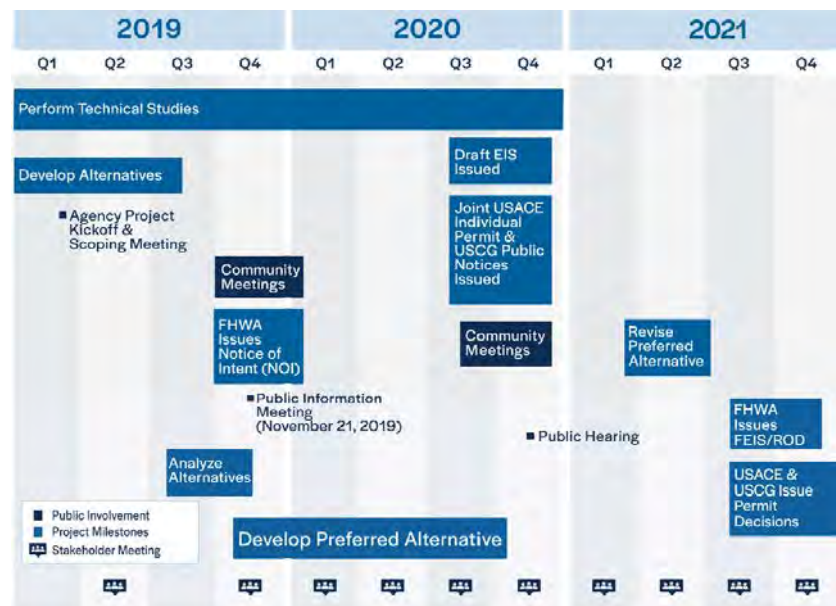 2019
2020
2021
Q1
Q2
Q3
Q4
Q1
Q2
Q3
Q4
Q1
Q2
Q3
Q4
Perform Technical Studies
Develop Alternatives
Agency Project
Kickoff &
Scoping Meeting
Community
Meetings
FHWA
Issues
Notice of
Intent (NOI)
Public Information
Meeting
(November 21, 2019)
Analyze
Alternatives
Develop Preferred Alternative
Draft EIS
Issued
Joint USACE
Individual
Permit &
USCG Public
Notices
Issued
Community
Meetings
Public Hearing
Revise
Preferred
Alternative
FHWA
Issues
FEIS/ROD
USACE &
USCG Issue
Permit
Decisions
Public Involvement
Project Milestones
Stakeholder Meeting